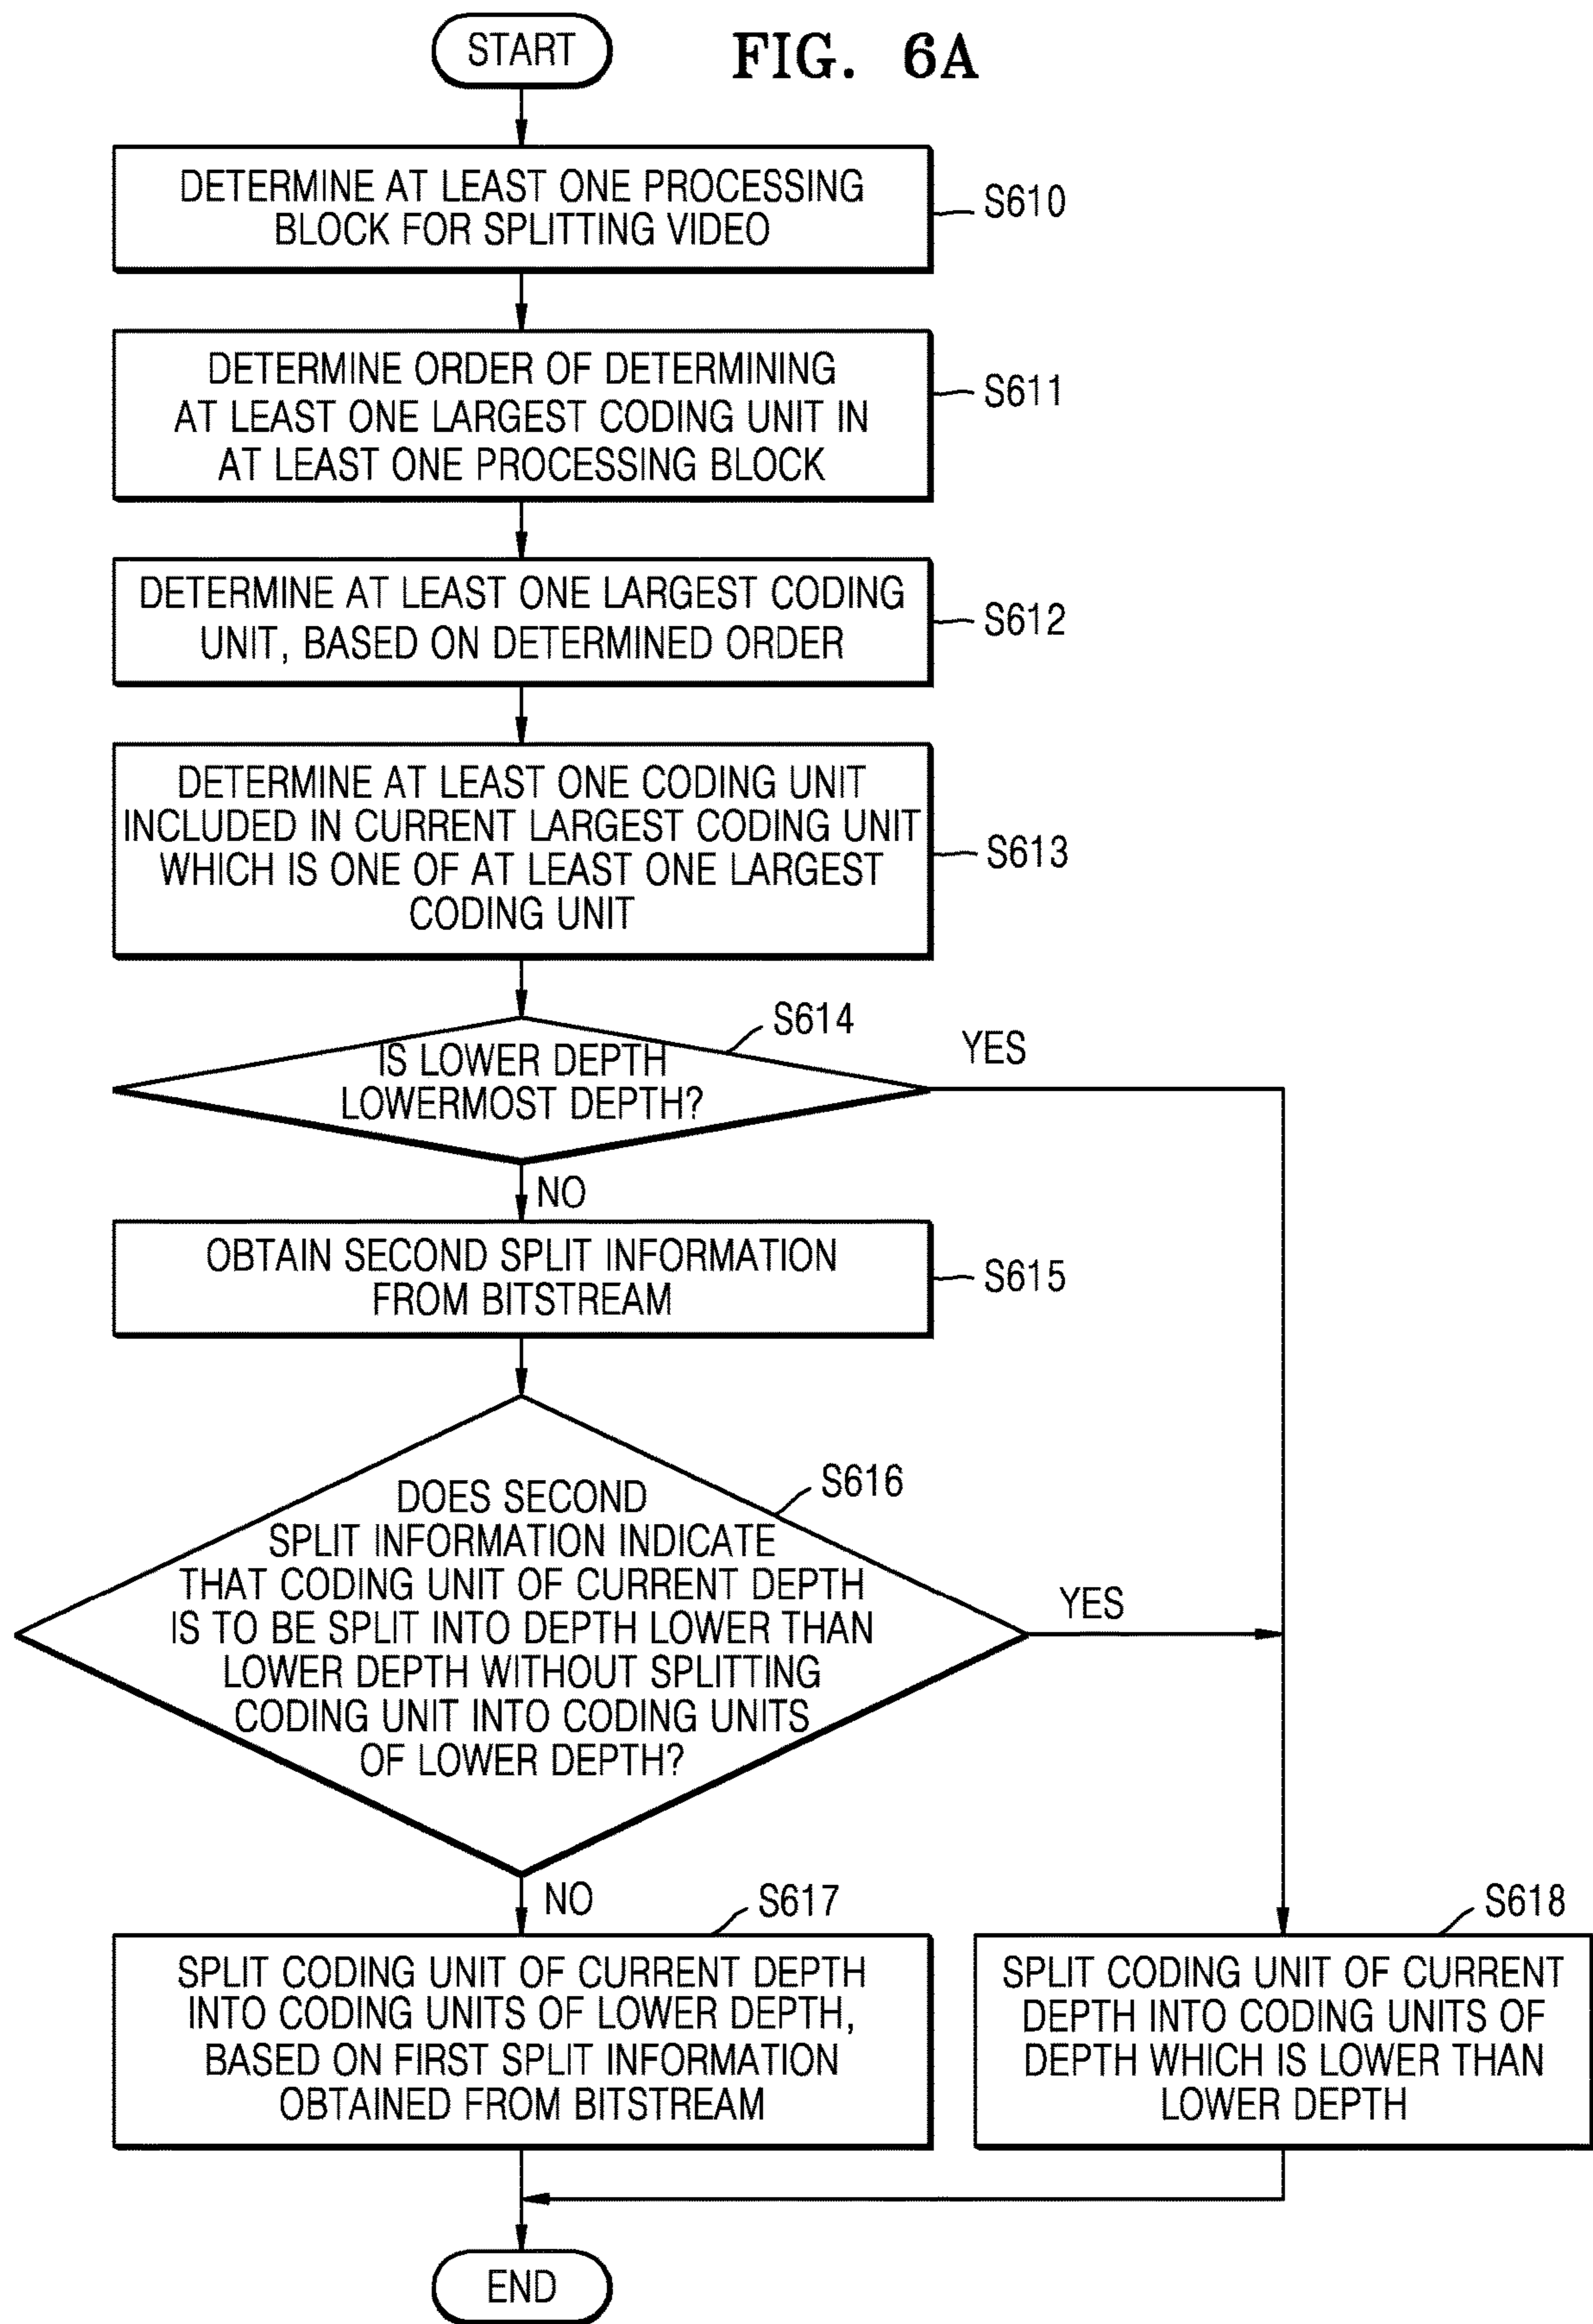 START
FIG. 6A
DETERMINE AT LEAST ONE PROCESSING
BLOCK FOR SPLITTING VIDEO
S610
DETERMINE ORDER OF DETERMINING
AT LEAST ONE LARGEST CODING UNIT IN
AT LEAST ONE PROCESSING BLOCK
S611
DETERMINE AT LEAST ONE LARGEST CODING
UNIT, BASED ON DETERMINED ORDER
S612
DETERMINE AT LEAST ONE CODING UNIT
INCLUDED IN CURRENT LARGEST CODING UNIT
WHICH IS ONE OF AT LEAST ONE LARGEST
CODING UNIT
S613
S614
IS LOWER DEPTH
LOWERMOST DEPTH?
YES
NO
OBTAIN SECOND SPLIT INFORMATION
FROM BITSTREAM
S615
S616
DOES SECOND
SPLIT INFORMATION INDICATE
THAT CODING UNIT OF CURRENT DEPTH
IS TO BE SPLIT INTO DEPTH LOWER THAN
LOWER DEPTH WITHOUT SPLITTING
CODING UNIT INTO CODING UNITS
OF LOWER DEPTH?
YES
NO
S617
SPLIT CODING UNIT OF CURRENT DEPTH
INTO CODING UNITS OF LOWER DEPTH,
BASED ON FIRST SPLIT INFORMATION
OBTAINED FROM BITSTREAM
S618
SPLIT CODING UNIT OF CURRENT
DEPTH INTO CODING UNITS OF
DEPTH WHICH IS LOWER THAN
LOWER DEPTH
END